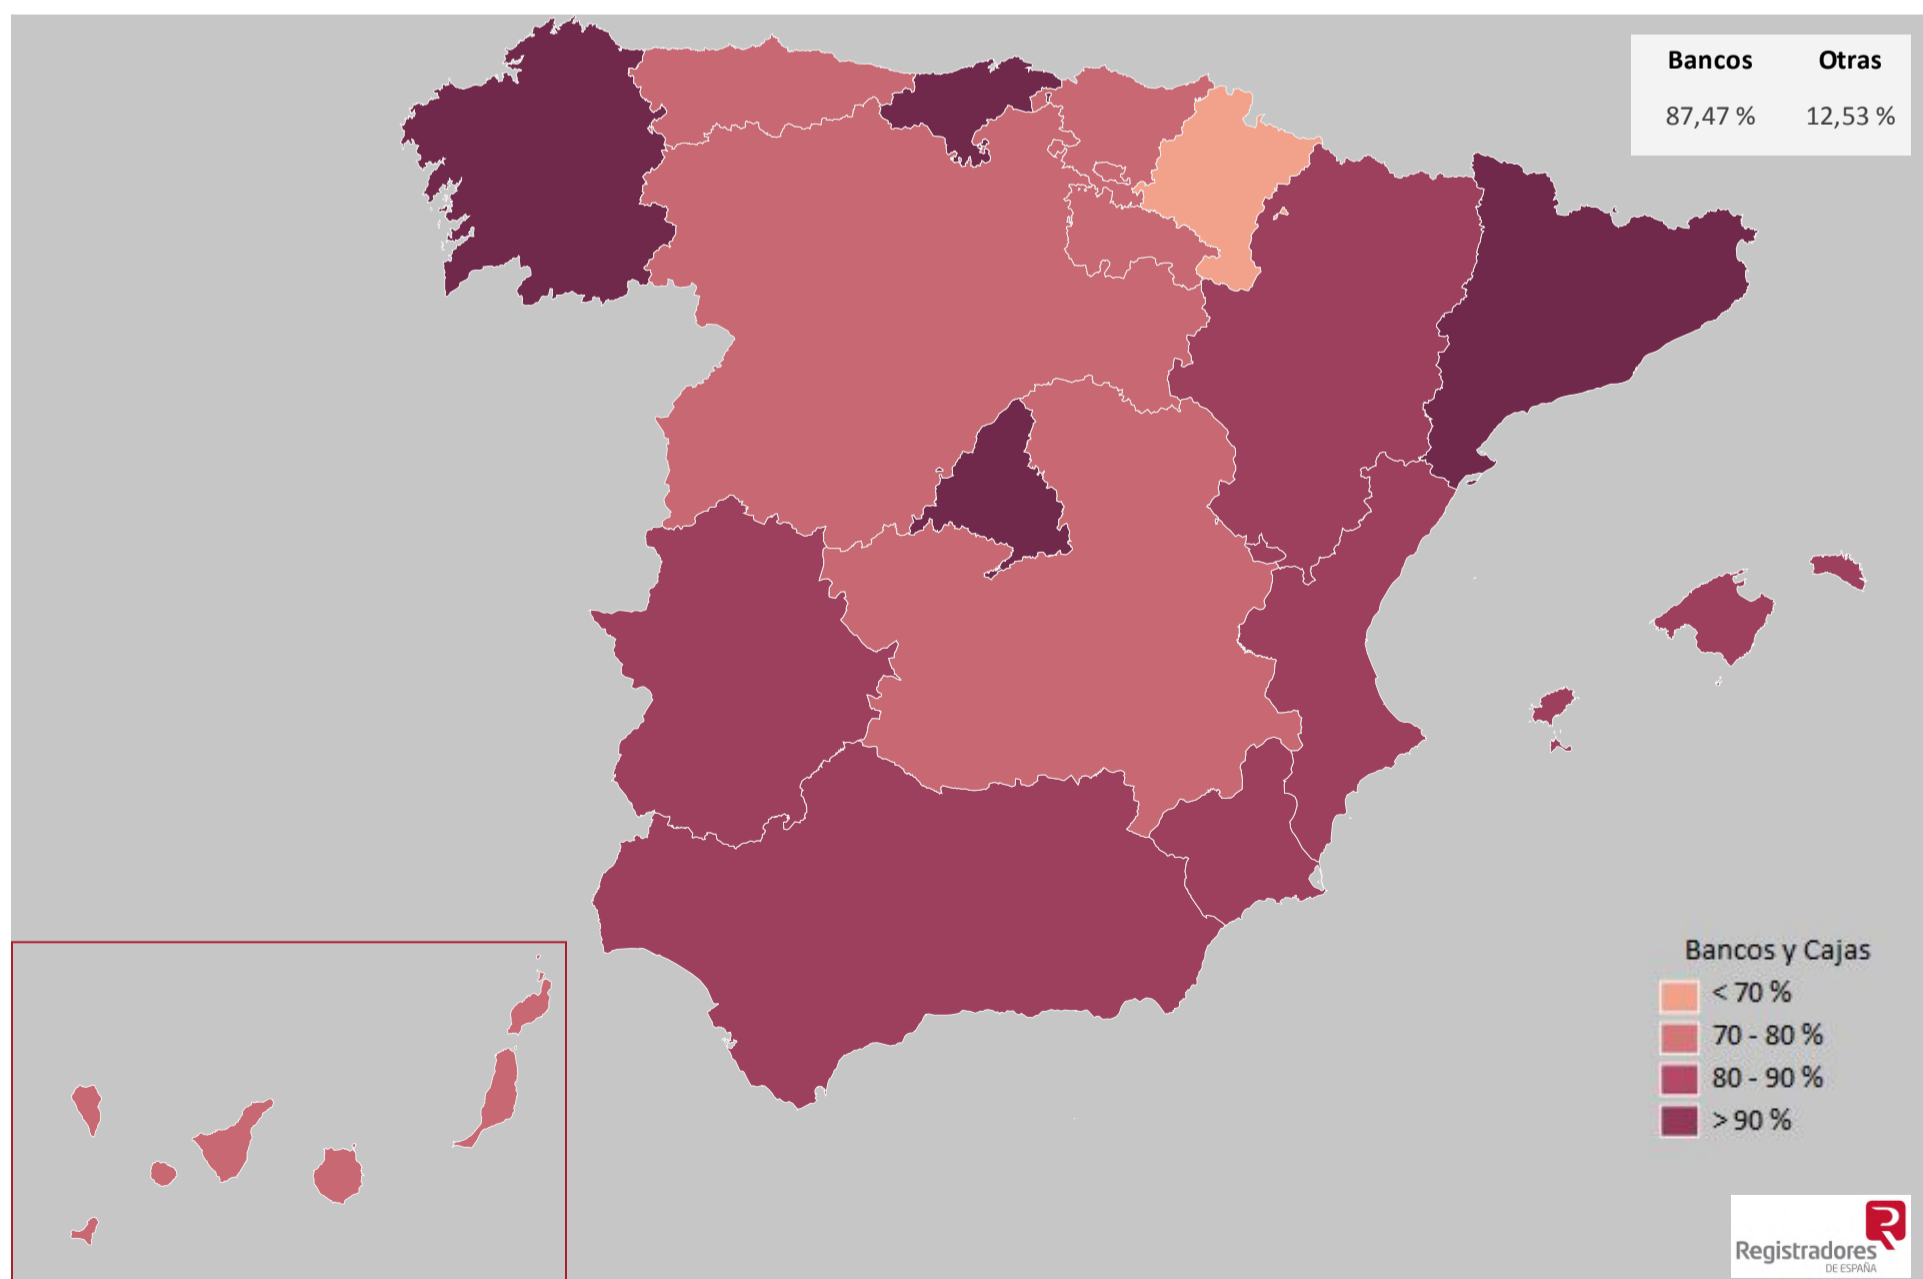 Bancos Otras
87,47 % 12,53 %
Bancos y Cajas
< 70 %
70 - 80 %
80 - 90 %
> 90 %
Registradores
DE ESPAÑA